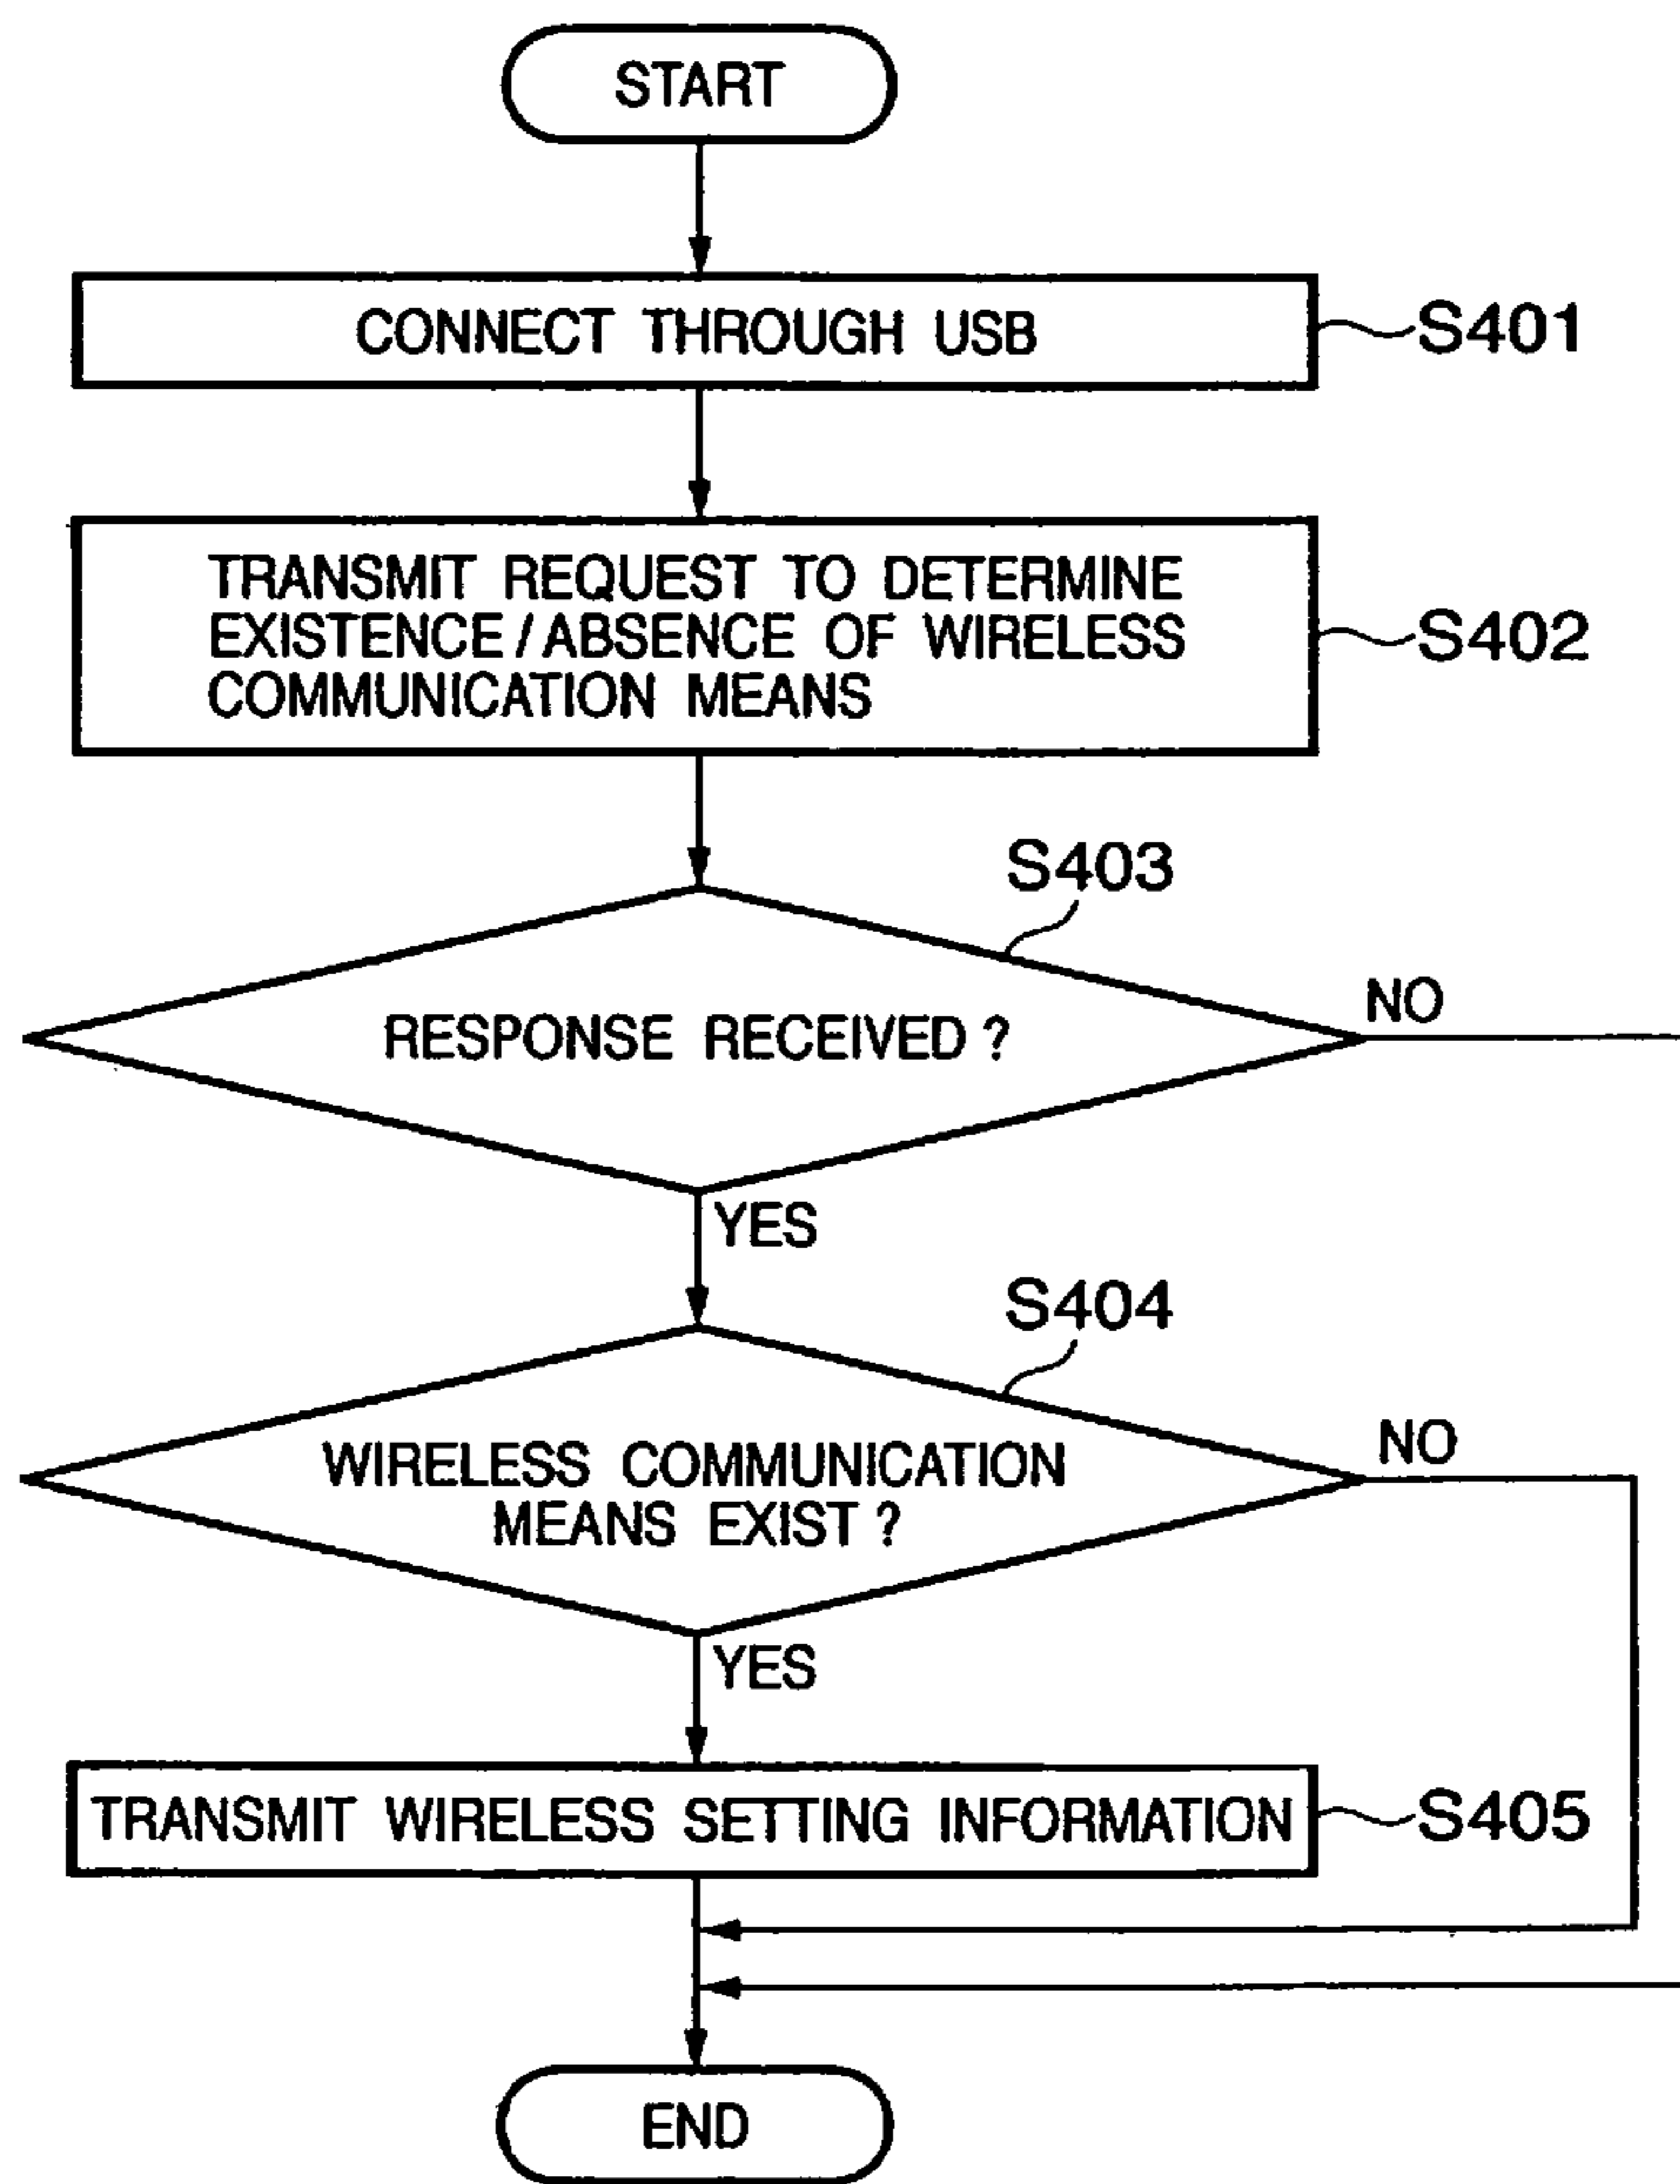 START
CONNECT THROUGH USB
S401
TRANSMIT REQUEST TO DETERMINE
EXISTENCE/ABSENCE OF WIRELESS
COMMUNICATION MEANS
S402
S403
RESPONSE RECEIVED?
NO
YES
S404
WIRELESS COMMUNICATION
MEANS EXIST?
NO
YES
TRANSMIT WIRELESS SETTING INFORMATION
S405
END